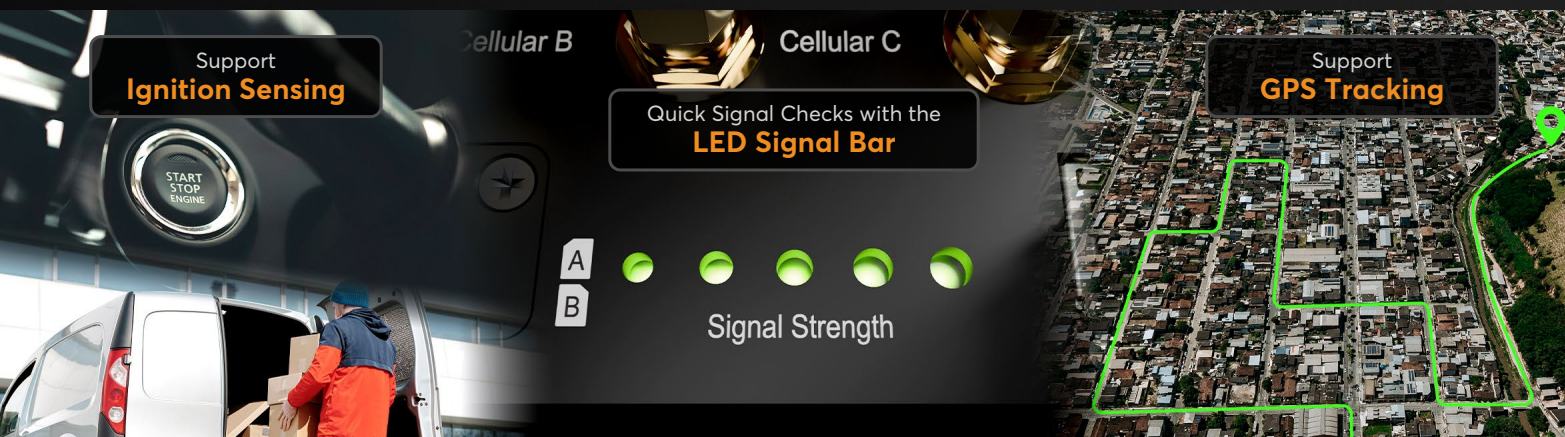 Support
Ignition Sensing
START
STOP
ENGINE
Cellular B
Cellular C
Quick Signal Checks with the
LED Signal Bar
A
B
Signal Strength
Support
GPS Tracking